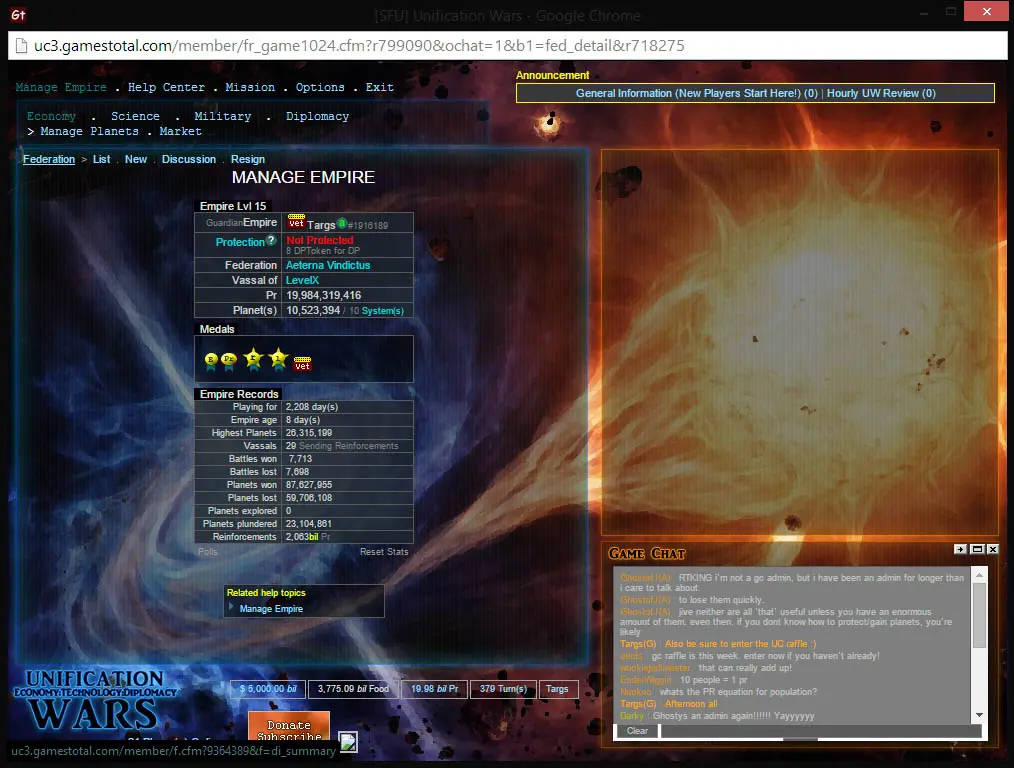 [SFU] Unification Wars - Google Chrome
uc3.gamestotal.com/member/fr_game1024.cfm?r799090&ochat=1&b1=fed_detail&r718275
Announcement
General Information (New Players Start Here!) (0) | Hourly UW Review (0)
Manage Empire . Help Center . Mission . Options . Exit
Economy . Science . Military . Diplomacy
> Manage Planets . Market
Federation > List . New . Discussion . Resign
MANAGE EMPIRE
Empire Lvl 15
Guardian Empire vet Targs a #1916189
Protection ? Not Protected
8 DPToken for DP
Federation Aeterna Vindictus
Vassal of LevelX
Pr 19,984,319,416
Planet(s) 10,523,394 / 10 System(s)
Medals
vet
Empire Records
Playing for 2,208 day(s)
Empire age 8 day(s)
Highest Planets 26,315,199
Vassals 29 Sending Reinforcements
Battles won 7,713
Battles lost 7,698
Planets won 87,627,955
Planets lost 59,706,108
Planets explored 0
Planets plundered 23,104,861
Reinforcements 2,063bil Pr
Polls Reset Stats
Related help topics
Manage Empire
UNIFICATION
ECONOMY:TECHNOLOGY:DIPLOMACY
WARS
$ 5,000.00 bil 3,775.09 bil Food 19.98 bil Pr 379 Turn(s) Targs
Donate
Subscribe
uc3.gamestotal.com/member/f.cfm?9364389&f=di_summary
Game Chat
GhostofJ(A) RTKING i'm not a gc admin, but i have been an admin for longer than
i care to talk about.
GhostofJ(A) to lose them quickly.
GhostofJ(A) jive neither are all 'that' useful unless you have an enormous
amount of them. even then, if you dont know how to protect/gain planets, you're
likely
Targs(G) : Also be sure to enter the UC raffle :)
gc raffle is this week. enter now if you haven't already!
that can really add up!
EnderWiggin 10 people = 1 pr
whats the PR equation for population?
Targs(G) : Afternoon all
Darky : Ghostys an admin again!!!!!! Yayyyyyy
Clear